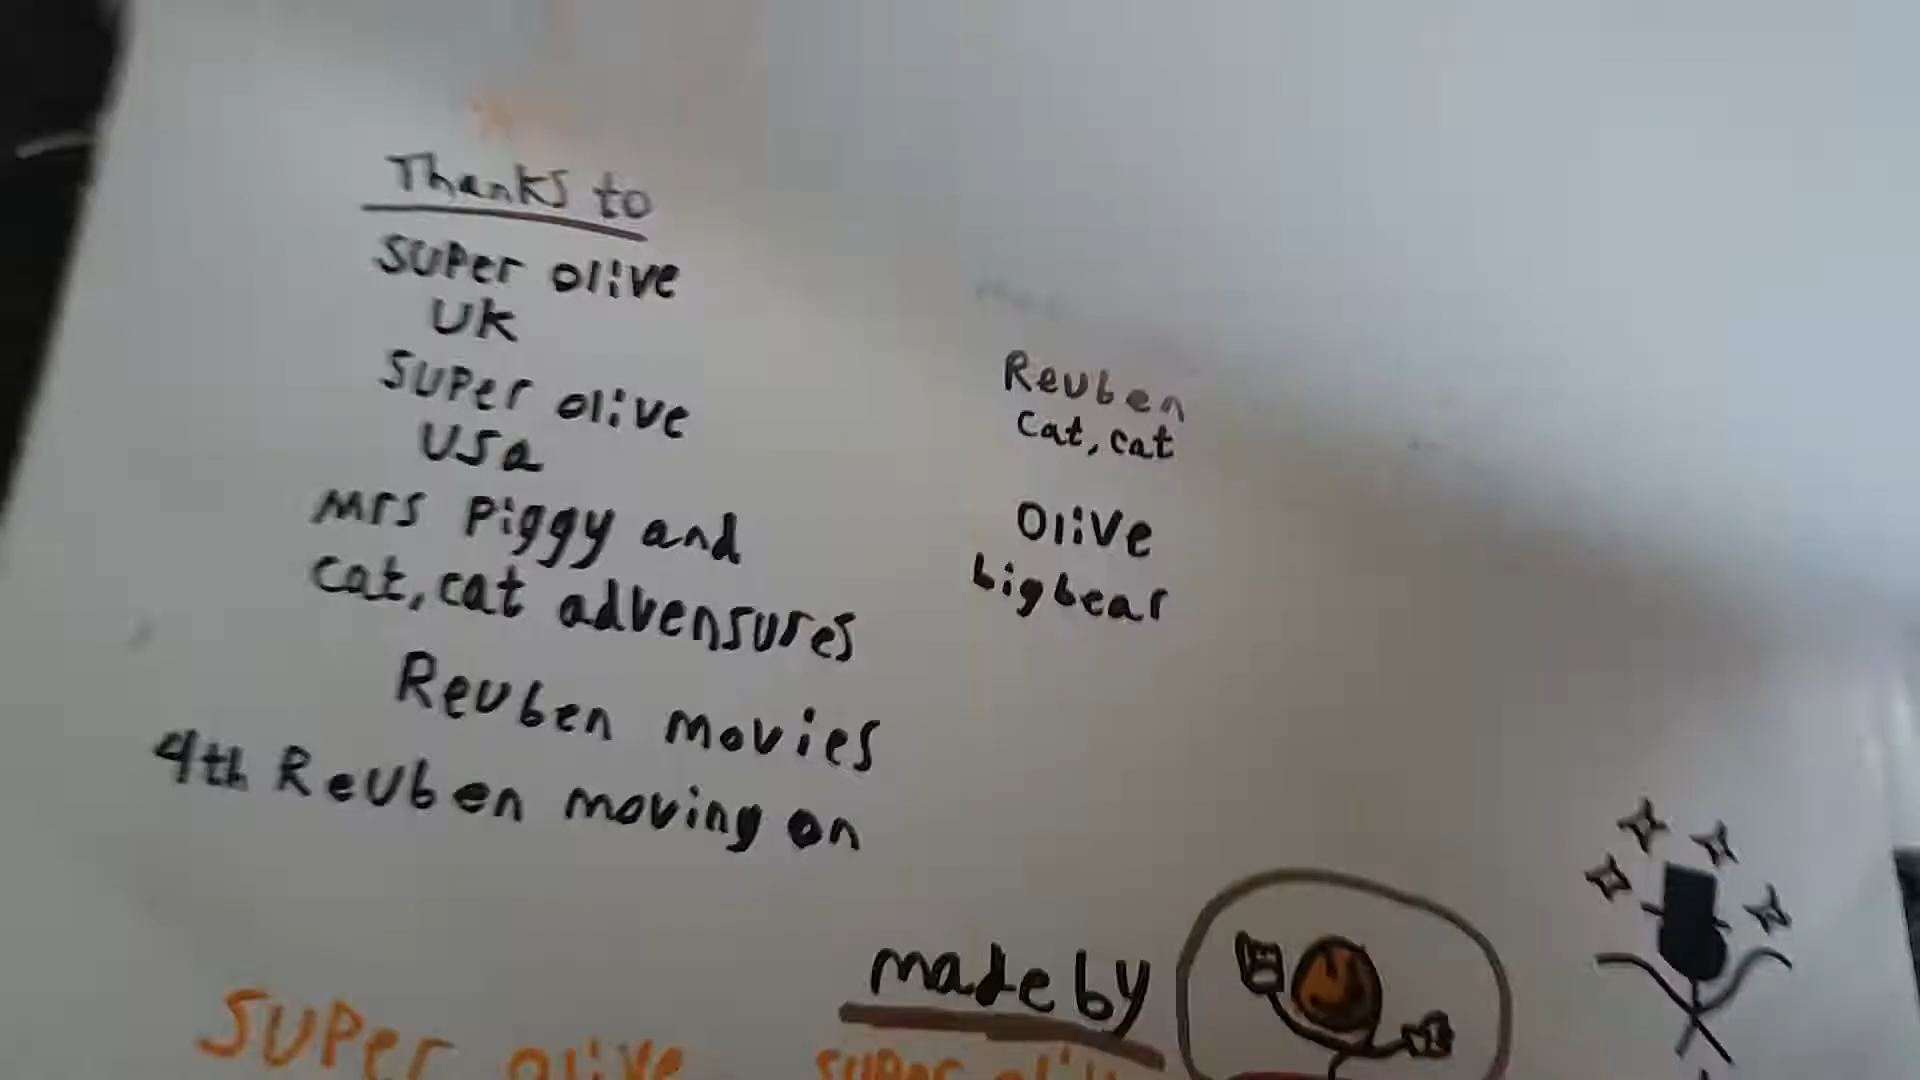 Thanks to
super olive
UK
super olive
USa
mrs piggy and
cat, cat advensures
Reuben movies
4th Reuben moving on
Reuben
cat, cat
Olive
bigbear
made by
super olive
super